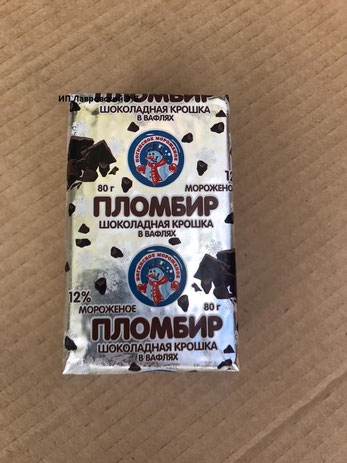 ИП Лавровский
ПЛОМБИР
ШОКОЛАДНАЯ КРОШКА
В ВАФЛЯХ
80 г
МОРОЖЕНОЕ
ПЛОМБИР
ШОКОЛАДНАЯ КРОШКА
В ВАФЛЯХ
12%
МОРОЖЕНОЕ
80 г
ПЛОМБИР
ШОКОЛАДНАЯ КРОШКА
В ВАФЛЯХ